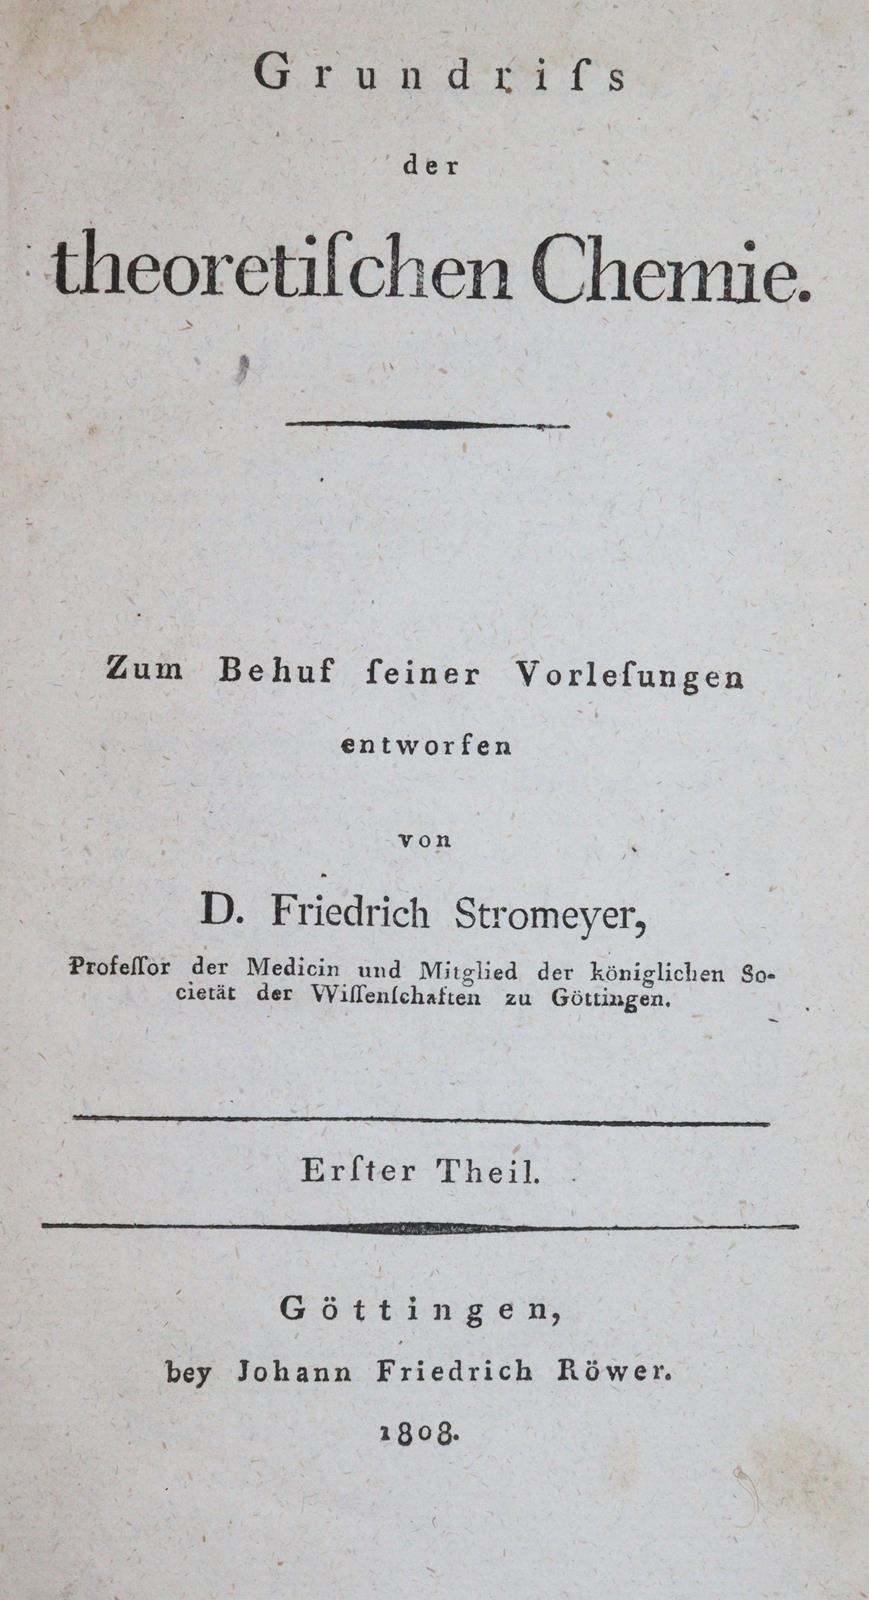 Grundriſs
der
theoretiſchen Chemie.
Zum Behuf ſeiner Vorleſungen
entworfen
von
D. Friedrich Stromeyer,
Profeſſor der Medicin und Mitglied der königlichen So-
cietät der Wiſſenſchaften zu Göttingen.
Erſter Theil.
Göttingen,
bey Johann Friedrich Röwer.
1808.